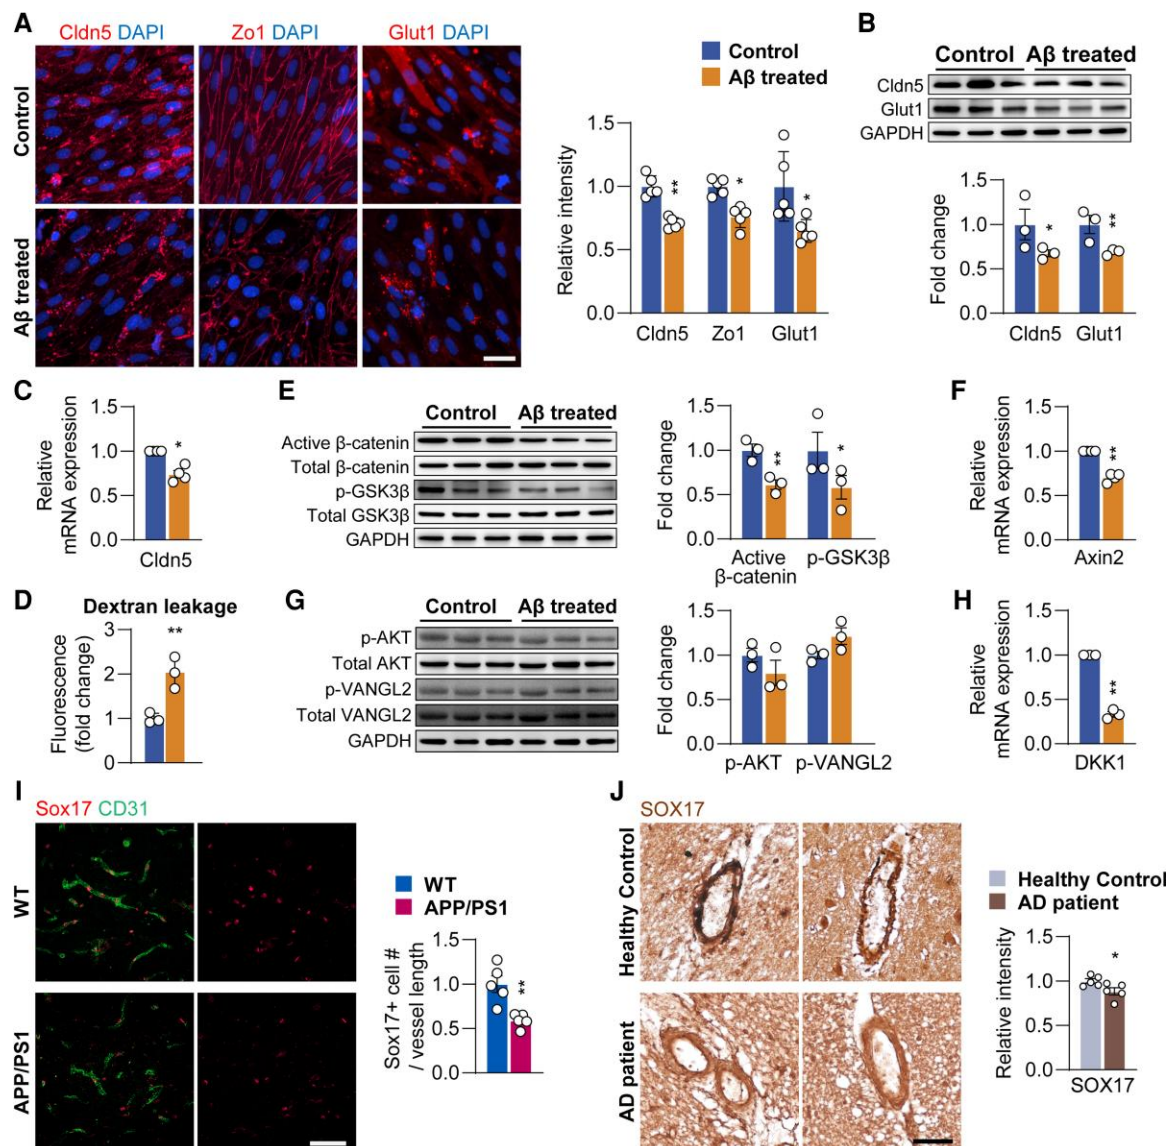 A
Cldn5 DAPI
Zo1 DAPI
Glut1 DAPI
Control
Aβ treated
Control
Aβ treated
Relative intensity
1.5
1.0
0.5
0.0
**
*
*
Cldn5
Zo1
Glut1
B
Control
Aβ treated
Cldn5
Glut1
GAPDH
Fold change
1.5
1.0
0.5
0.0
*
**
Cldn5
Glut1
C
Relative
mRNA expression
1.5
1.0
0.5
0.0
*
Cldn5
D
Dextran leakage
Fluorescence
(fold change)
3
2
1
0
**
E
Control
Aβ treated
Active β-catenin
Total β-catenin
p-GSK3β
Total GSK3β
GAPDH
Fold change
1.5
1.0
0.5
0.0
**
*
Active
β-catenin
p-GSK3β
F
Relative
mRNA expression
1.5
1.0
0.5
0.0
**
Axin2
G
Control
Aβ treated
p-AKT
Total AKT
p-VANGL2
Total VANGL2
GAPDH
Fold change
1.5
1.0
0.5
0.0
p-AKT
p-VANGL2
H
Relative
mRNA expression
1.5
1.0
0.5
0.0
**
DKK1
I
Sox17 CD31
WT
APP/PS1
WT
APP/PS1
Sox17+ cell #
/ vessel length
1.5
1.0
0.5
0.0
**
J
SOX17
Healthy Control
AD patient
Healthy Control
AD patient
Relative intensity
1.5
1.0
0.5
0.0
*
SOX17